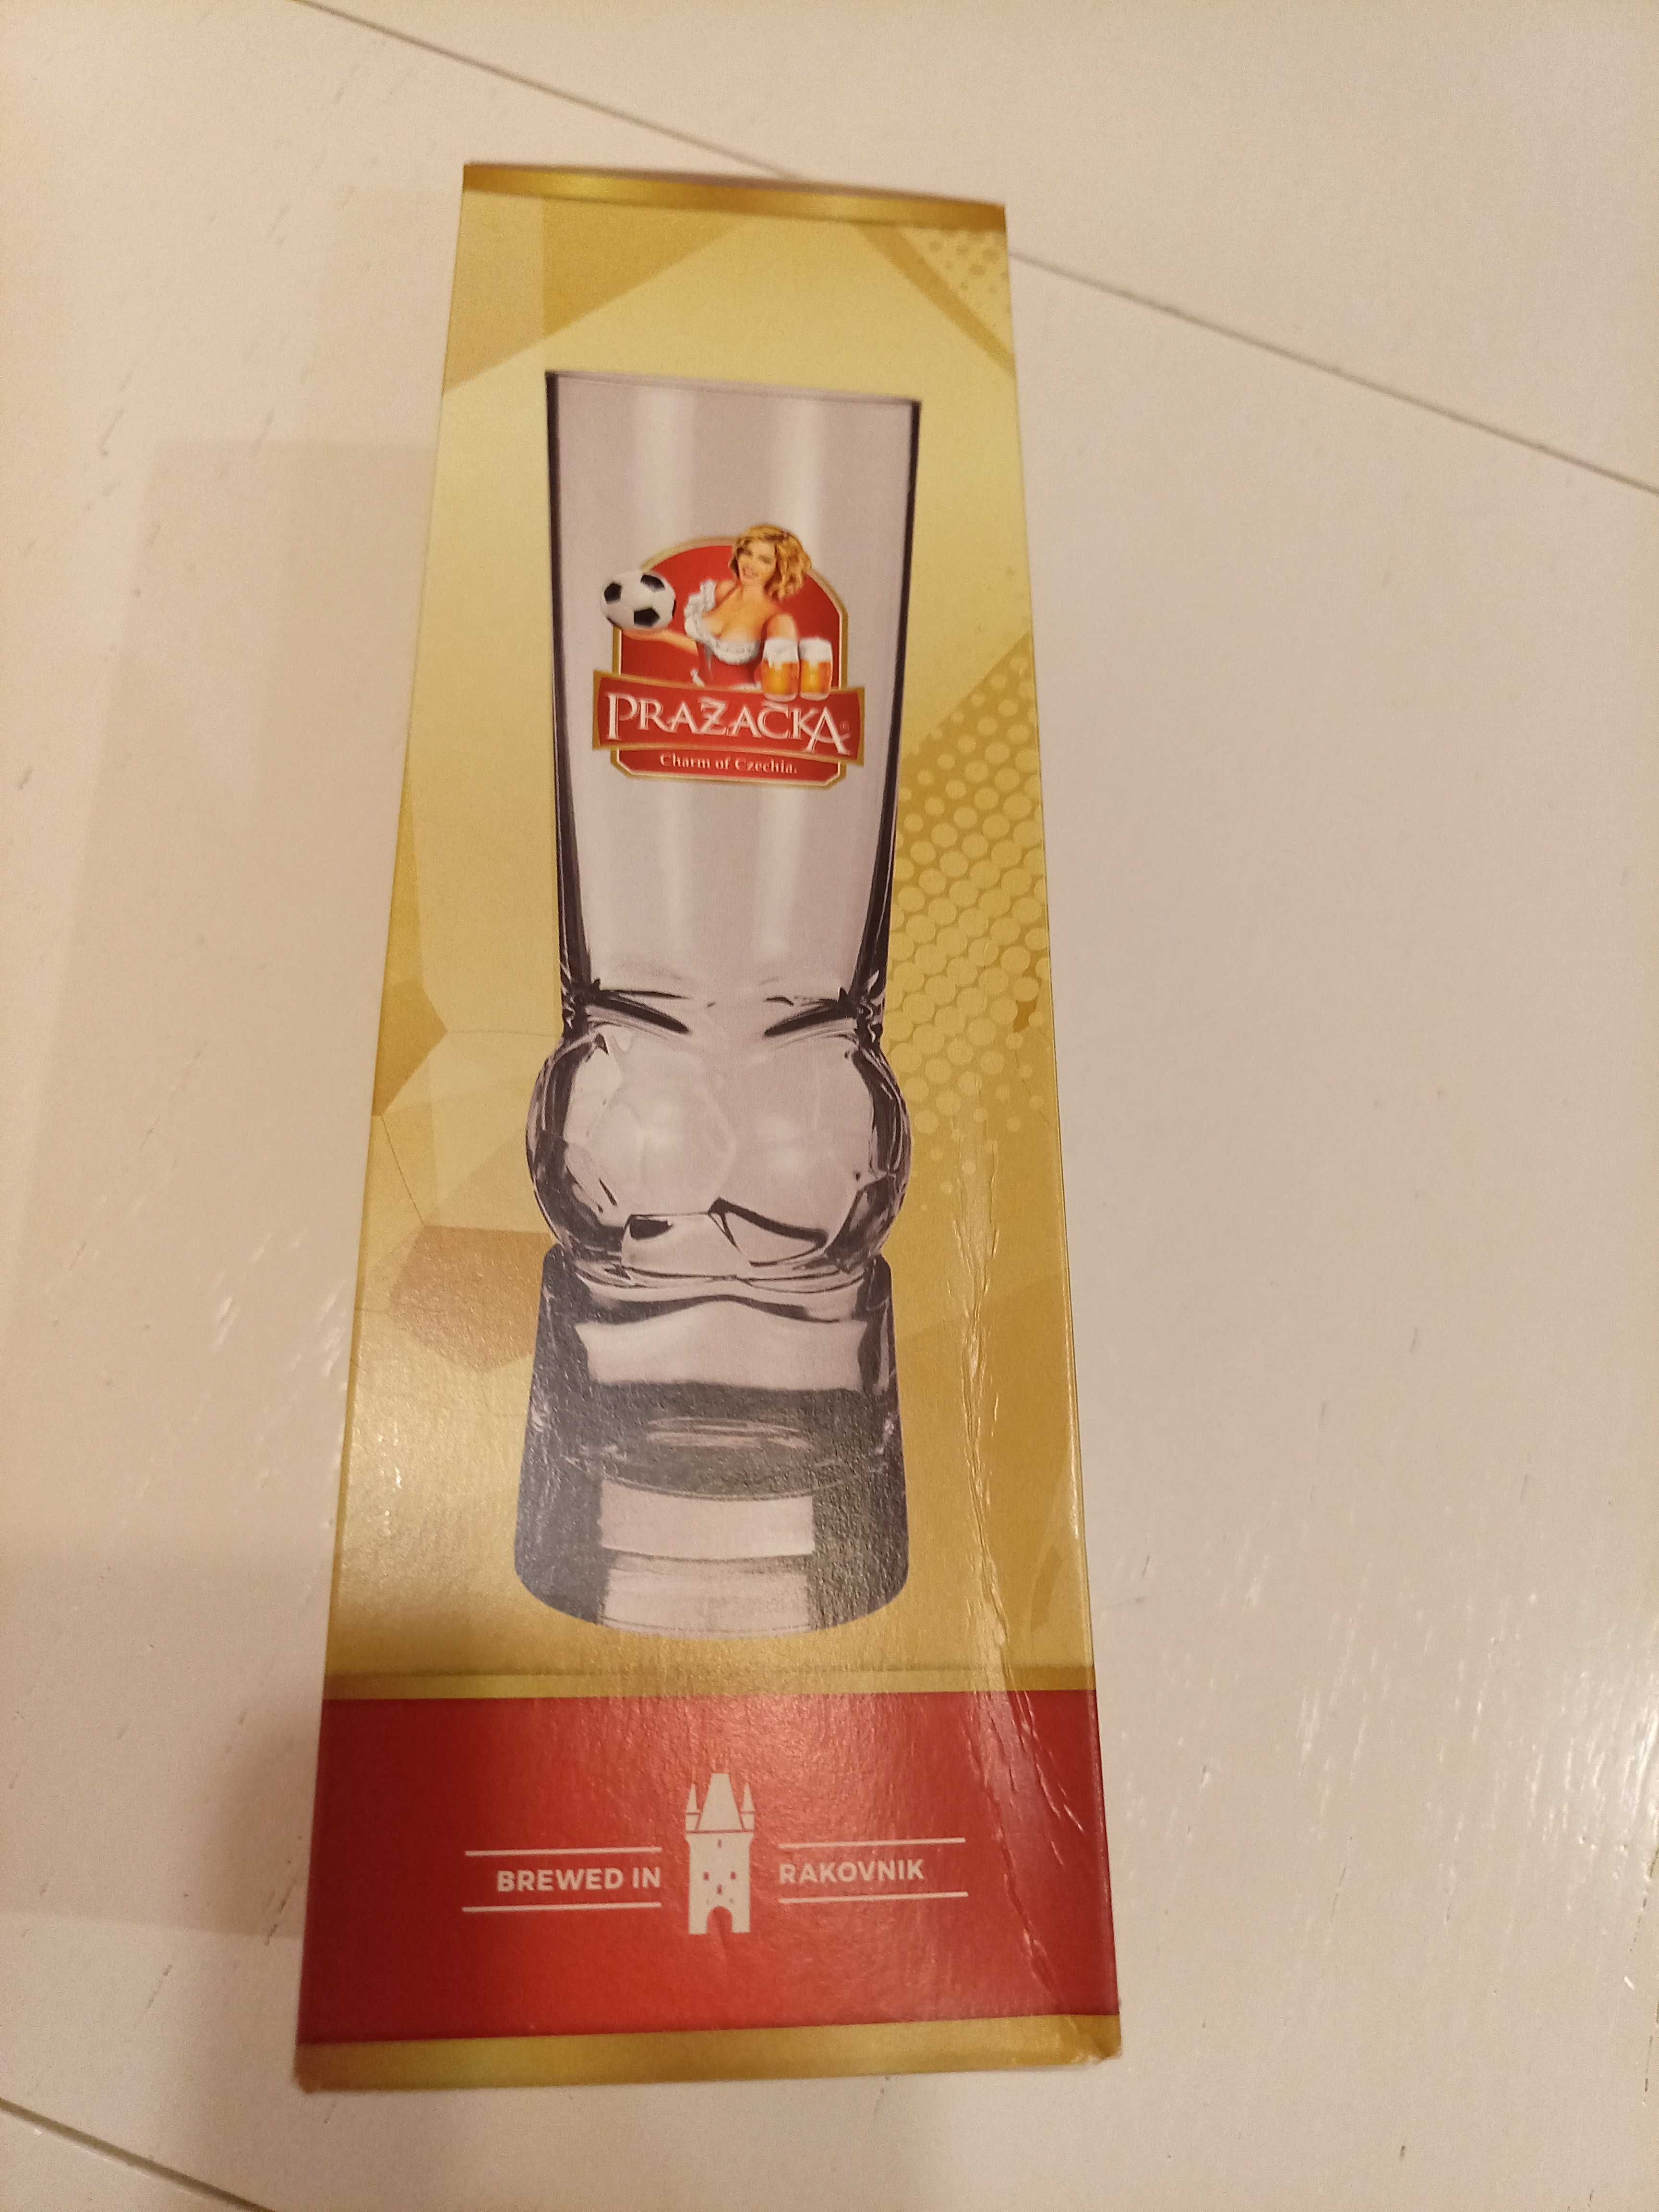 PRAŽAČKA®
Charm of Czechia.
BREWED IN RAKOVNIK